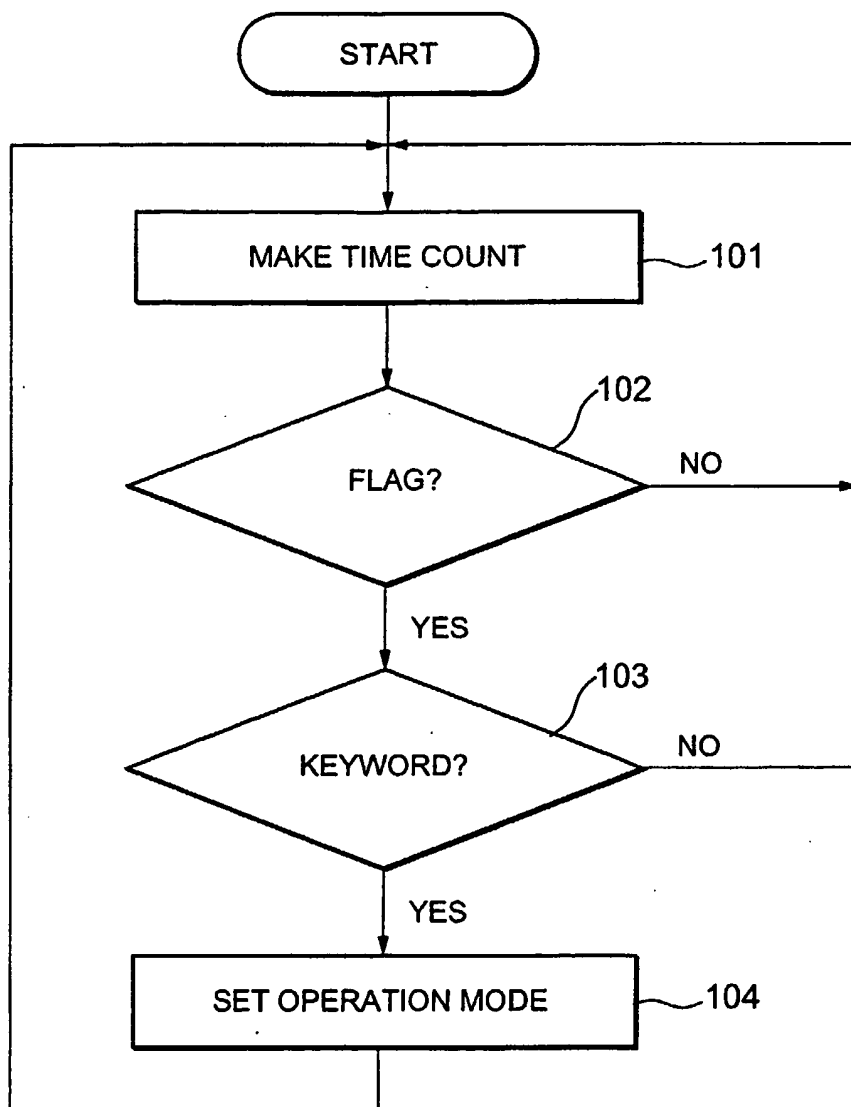 START
MAKE TIME COUNT
101
102
FLAG?
NO
YES
103
KEYWORD?
NO
YES
SET OPERATION MODE
104